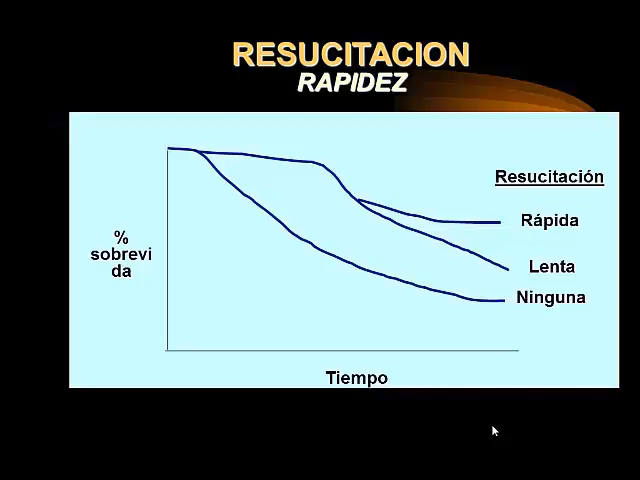 RESUCITACION
RAPIDEZ
Resucitación
Rápida
%
sobrevi
da
Lenta
Ninguna
Tiempo